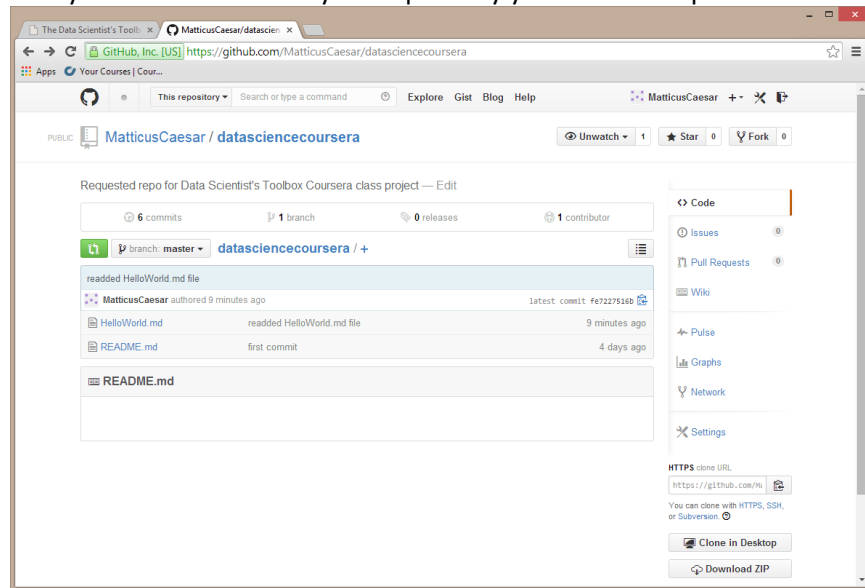 The Data Scientist's Toolb
MatticusCaesar/datascien
GitHub, Inc. [US] https://github.com/MatticusCaesar/datasciencecoursera
Apps Your Courses | Cour...
This repository Search or type a command Explore Gist Blog Help MatticusCaesar +
PUBLIC MatticusCaesar / datasciencecoursera Unwatch 1 Star 0 Fork 0
Requested repo for Data Scientist's Toolbox Coursera class project — Edit
6 commits 1 branch 0 releases 1 contributor
branch: master datasciencecoursera / +
readded HelloWorld.md file
MatticusCaesar authored 9 minutes ago latest commit fe7227516b
HelloWorld.md readded HelloWorld.md file 9 minutes ago
README.md first commit 4 days ago
README.md
Code
Issues 0
Pull Requests 0
Wiki
Pulse
Graphs
Network
Settings
HTTPS clone URL
https://github.com/Ma
You can clone with HTTPS, SSH,
or Subversion.
Clone in Desktop
Download ZIP